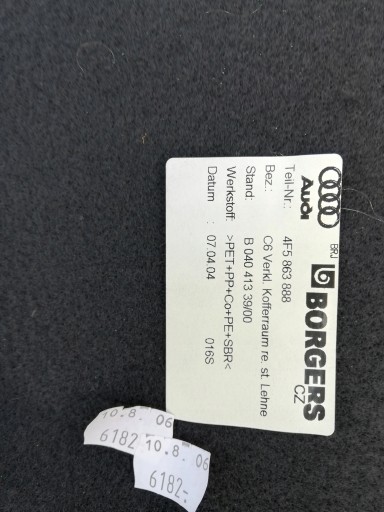 Audi
BRJ
BORGERS
CZ
Teil-Nr.: 4F5 863 888
Bez.: C6 Verkl. Kofferraum re. st. Lehne
Stand: B 040 413 39/00
Werkstoff: >PET+PP+Co+PE+SBR<
Datum : 07.04.04 016S
10.8. 06
6182
10.8. 06
6182-